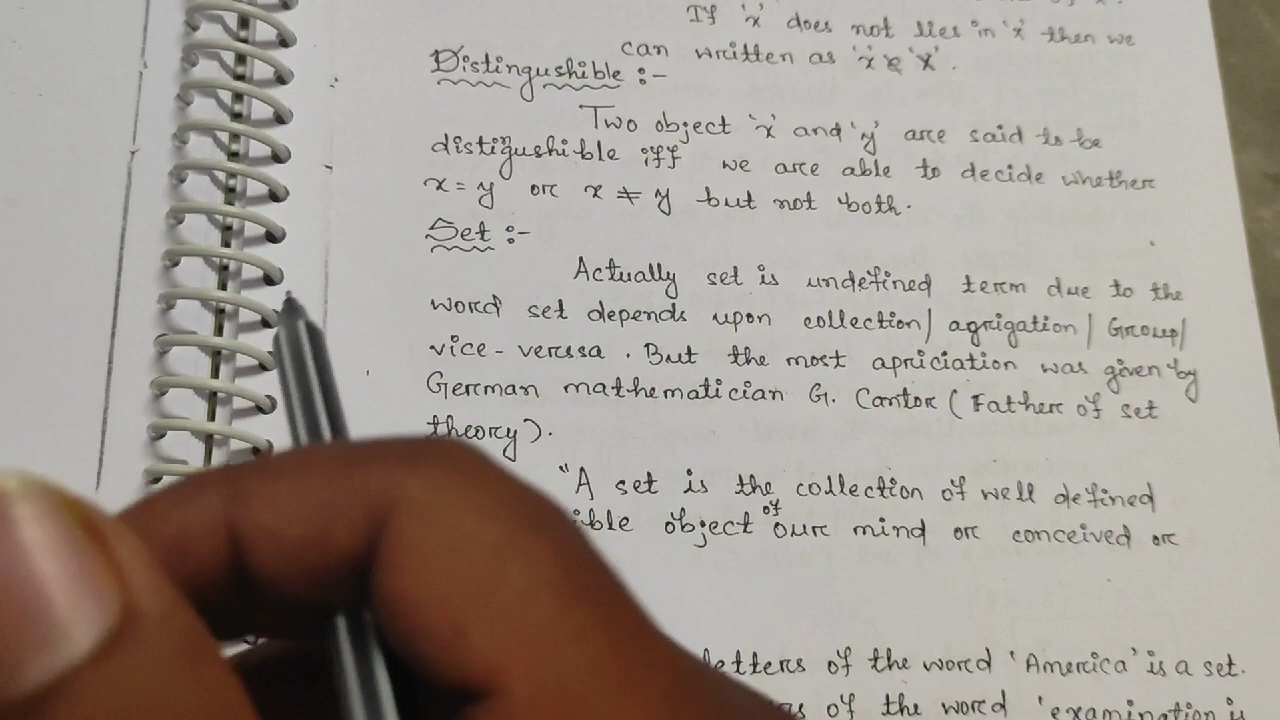 If 'x' does not lies in 'x' then we
can written as 'x' ∉ 'X'.
Distingushible :-
Two object 'x' and 'y' are said to be
distigushible iff we are able to decide whether
x = y or x ≠ y but not both.
Set :-
Actually set is undefined term due to the
word set depends upon collection/ agrigation/ Group/
vice-verssa. But the most apriciation was given by
German mathematician G. Cantor (Father of set
theory).
"A set is the collection of well defined
ible object of our mind or conceived or
letters of the word 'America' is a set.
of the word 'examination is